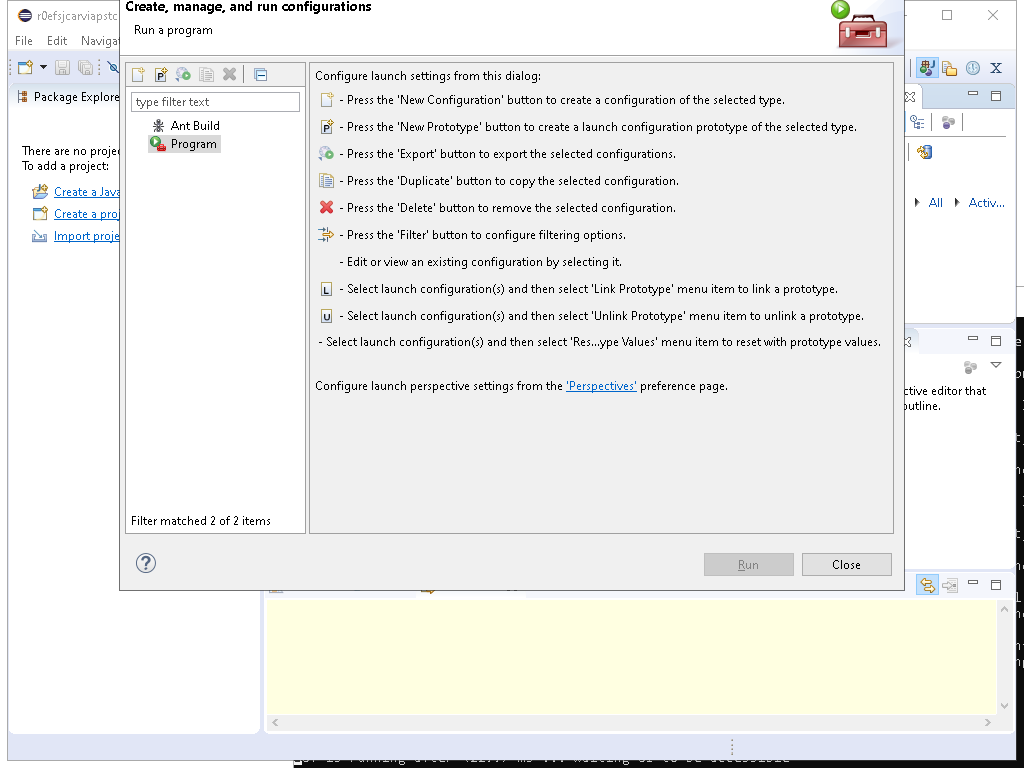 Create, manage, and run configurations
r0efsjcarviapstc
Run a program
File Edit Naviga
Package Explore
type filter text
Ant Build
Program
Filter matched 2 of 2 items
Configure launch settings from this dialog:
- Press the 'New Configuration' button to create a configuration of the selected type.
- Press the 'New Prototype' button to create a launch configuration prototype of the selected type.
- Press the 'Export' button to export the selected configurations.
- Press the 'Duplicate' button to copy the selected configuration.
- Press the 'Delete' button to remove the selected configuration.
- Press the 'Filter' button to configure filtering options.
- Edit or view an existing configuration by selecting it.
L - Select launch configuration(s) and then select 'Link Prototype' menu item to link a prototype.
U - Select launch configuration(s) and then select 'Unlink Prototype' menu item to unlink a prototype.
- Select launch configuration(s) and then select 'Res...ype Values' menu item to reset with prototype values.
Configure launch perspective settings from the 'Perspectives' preference page.
Run Close
There are no projec
To add a project:
Create a Java
Create a proj
Import proje
All Activ...
ctive editor that
outline.